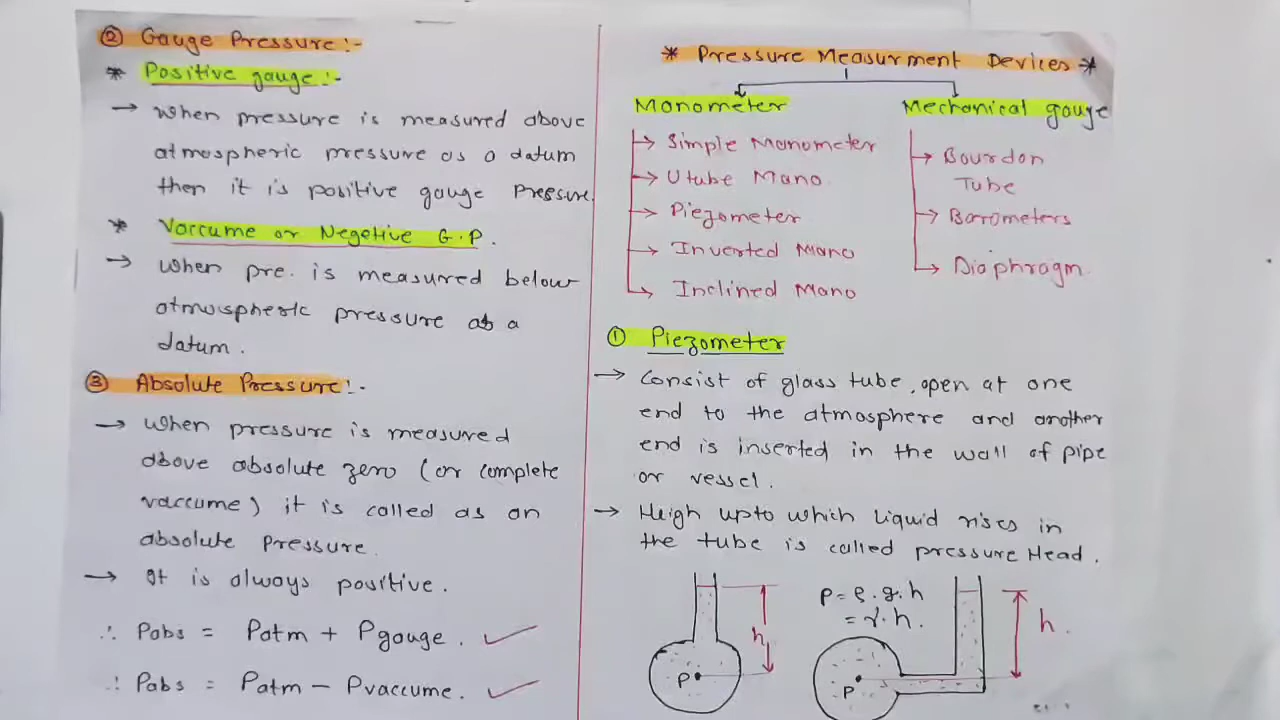 ② Gauge Pressure:-
* Positive gauge:-
→ When pressure is measured above
atmospheric pressure as a datum
then it is positive gauge Pressure.
* Vaccume or Negetive G.P.
→ When pre. is measured below
atmospheric pressure as a
datum.
③ Absolute Pressure:-
→ When pressure is measured
above absolute zero (or complete
vaccume) it is called as an
absolute Pressure.
→ It is always positive.
∴ Pabs = Patm + Pgauge. ✓
∴ Pabs = Patm - Pvaccume. ✓
* Pressure Measurment Devices *
Monometer
→ Simple Monometer
→ Utube Mano.
→ Piezometer
→ Inverted Mano
→ Inclined Mano
Mechanical gauge
→ Bourdon
Tube
→ Barometers
→ Diaphragm.
① Piezometer
→ Consist of glass tube, open at one
end to the atmosphere and another
end is inserted in the wall of pipe
or vessel.
→ Heigh upto which liquid rises in
the tube is called pressure Head.
h
P
P = ρ.g.h
= γ.h.
h.
P